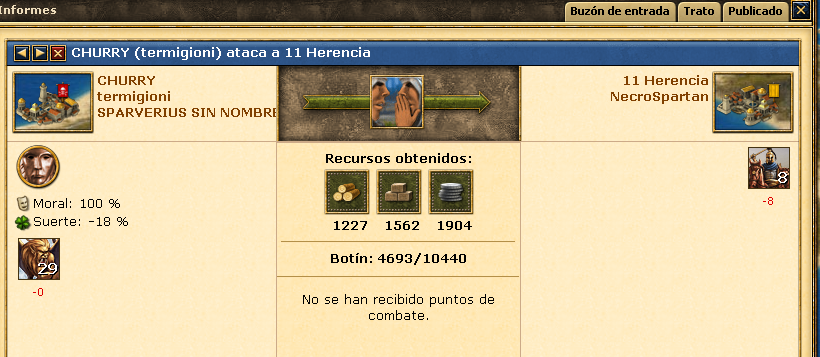 Informes
Buzón de entrada
Trato
Publicado
CHURRY (termigioni) ataca a 11 Herencia
CHURRY
termigioni
SPARVERIUS SIN NOMBRE
11 Herencia
NecroSpartan
Moral: 100 %
Suerte: -18 %
29
-0
Recursos obtenidos:
1227 1562 1904
Botín: 4693/10440
No se han recibido puntos de
combate.
8
-8